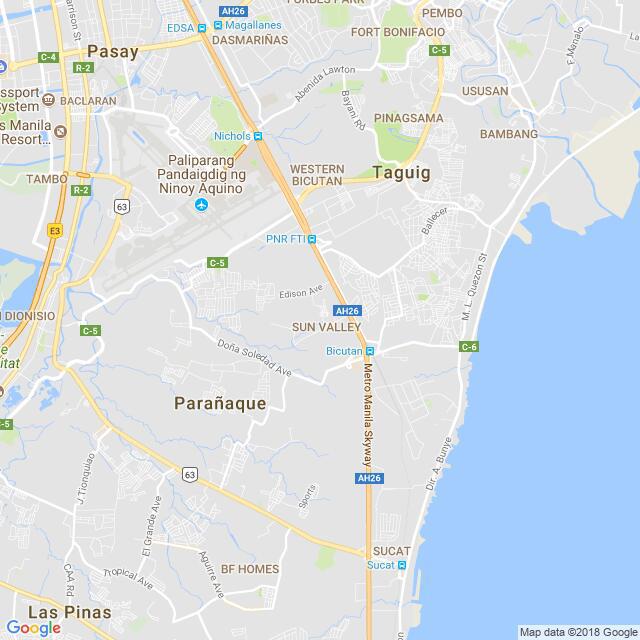 FORBES PARK
PEMBO
AH26
Magallanes
EDSA
DASMARIÑAS
FORT BONIFACIO
C-5
F. Manalo
Harrison St
C-4
Pasay
R-2
BACLARAN
Abenida Lawton
Bayani Rd
USUSAN
PINAGSAMA
BAMBANG
Nichols
s Manila
Resort...
System
Paliparang
Pandaigdig ng
Ninoy Aquino
WESTERN
BICUTAN
Taguig
TAMBO
R-2
63
E3
PNR FTI
Ballecer
M. L. Quezon St
C-5
Edison Ave
AH26
SUN VALLEY
DIONISIO
C-5
Bicutan
C-6
Doña Soledad Ave
Metro Manila Skyway
Parañaque
C-5
Dir. A. Bunye
63
AH26
J. Tionquiao
Sports
El Grande Ave
Aguirre Ave
SUCAT
Sucat
BF HOMES
CAA Rd
Tropical Ave
Las Pinas
Google
Map data ©2018 Google